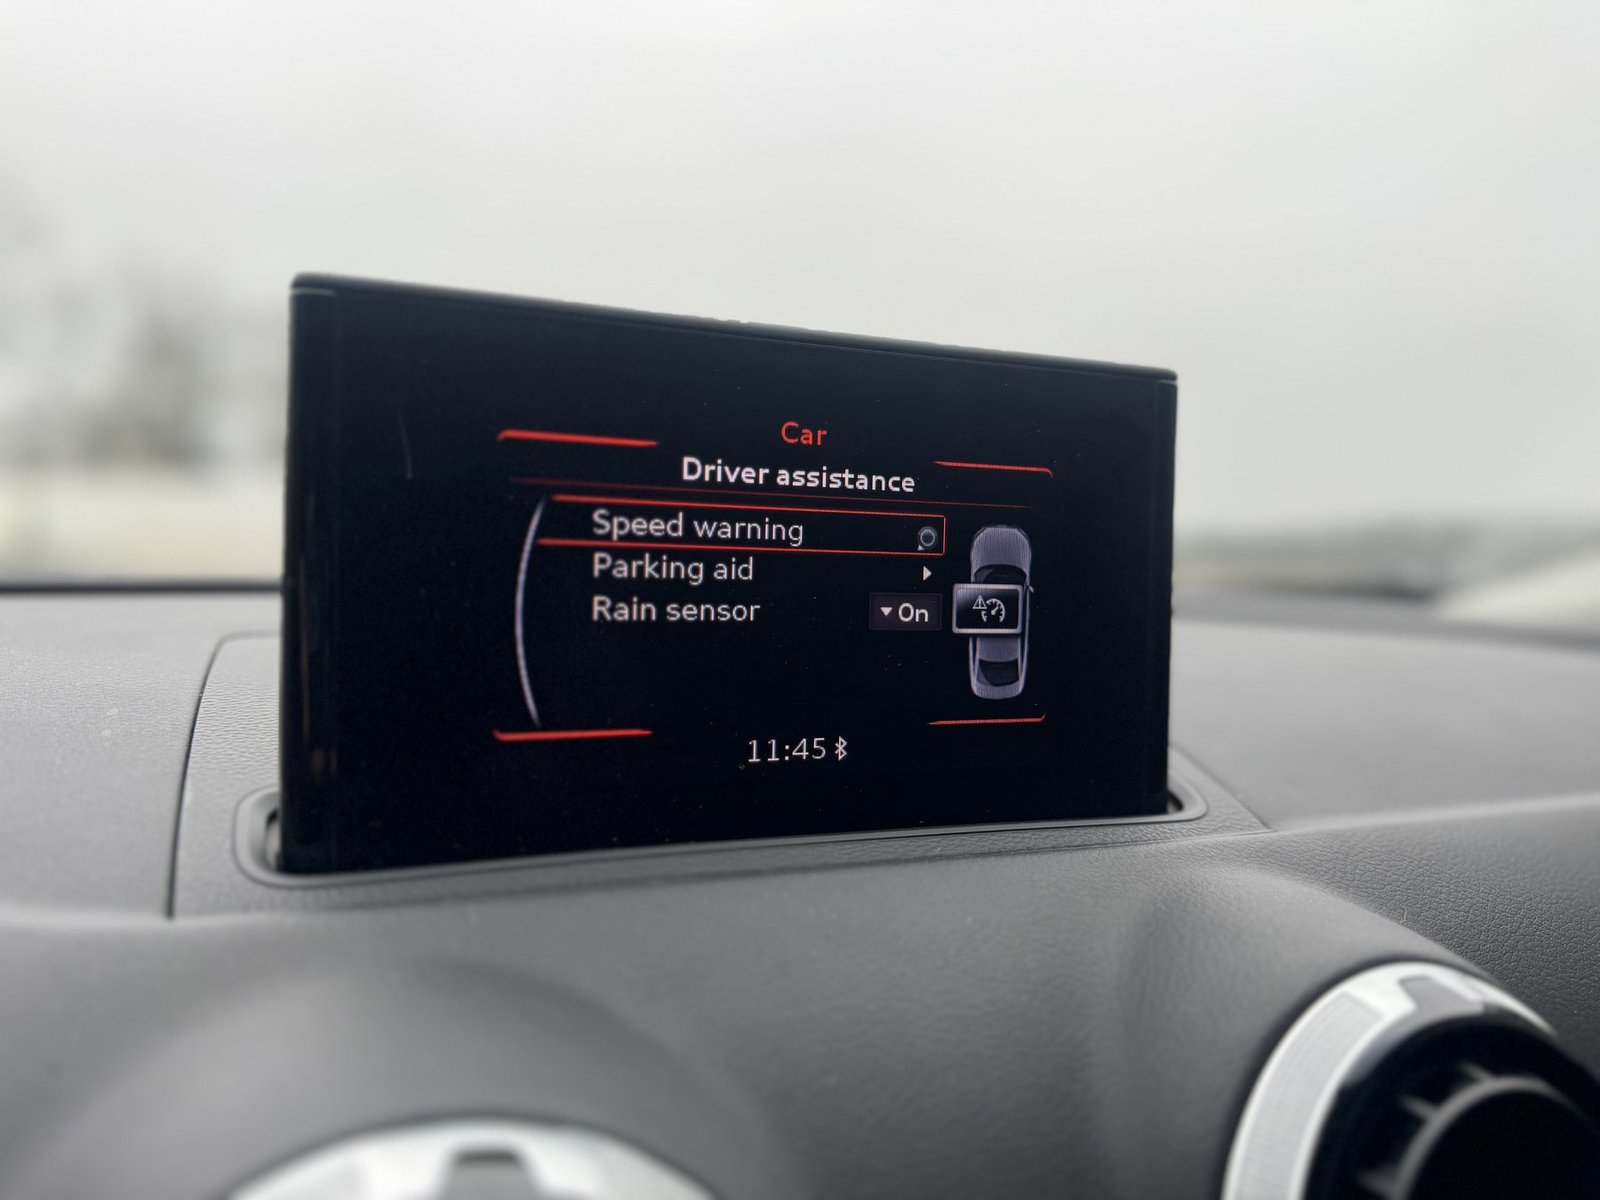 Car
Driver assistance
Speed warning
Parking aid
Rain sensor On
11:45